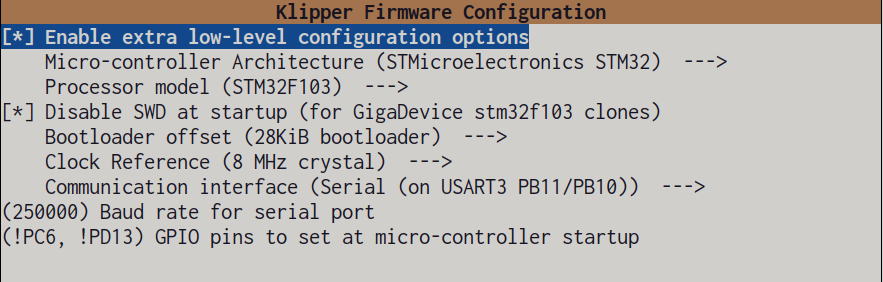 Klipper Firmware Configuration
[*] Enable extra low-level configuration options
Micro-controller Architecture (STMicroelectronics STM32)  --->
Processor model (STM32F103)  --->
[*] Disable SWD at startup (for GigaDevice stm32f103 clones)
Bootloader offset (28KiB bootloader)  --->
Clock Reference (8 MHz crystal)  --->
Communication interface (Serial (on USART3 PB11/PB10))  --->
(250000) Baud rate for serial port
(!PC6, !PD13) GPIO pins to set at micro-controller startup